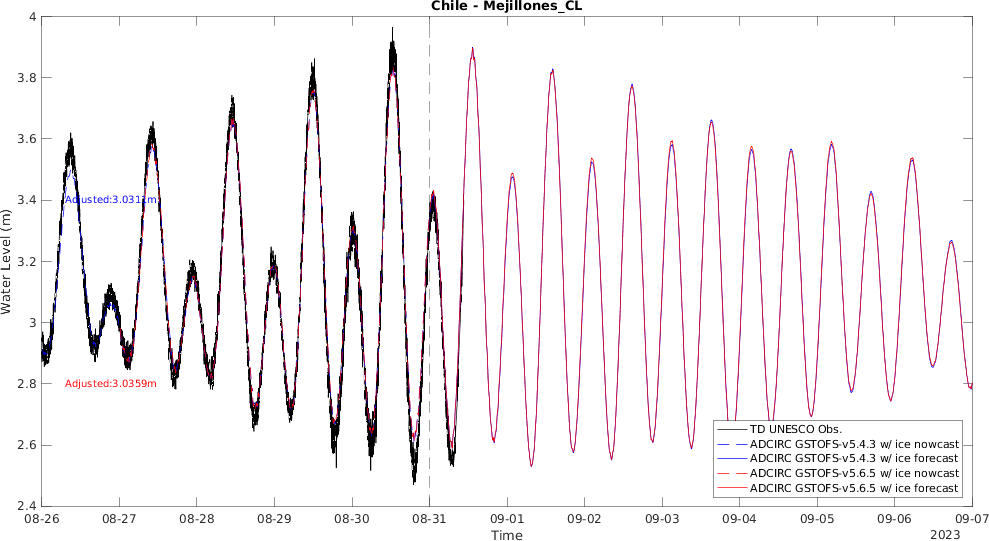 Chile - Mejillones_CL
4
3.8
3.6
3.4
3.2
3
2.8
2.6
2.4
Water Level (m)
Adjusted:3.0311m
Adjusted:3.0359m
TD UNESCO Obs.
ADCIRC GSTOFS-v5.4.3 w/ ice nowcast
ADCIRC GSTOFS-v5.4.3 w/ ice forecast
ADCIRC GSTOFS-v5.6.5 w/ ice nowcast
ADCIRC GSTOFS-v5.6.5 w/ ice forecast
08-26 08-27 08-28 08-29 08-30 08-31 09-01 09-02 09-03 09-04 09-05 09-06 09-07
Time
2023